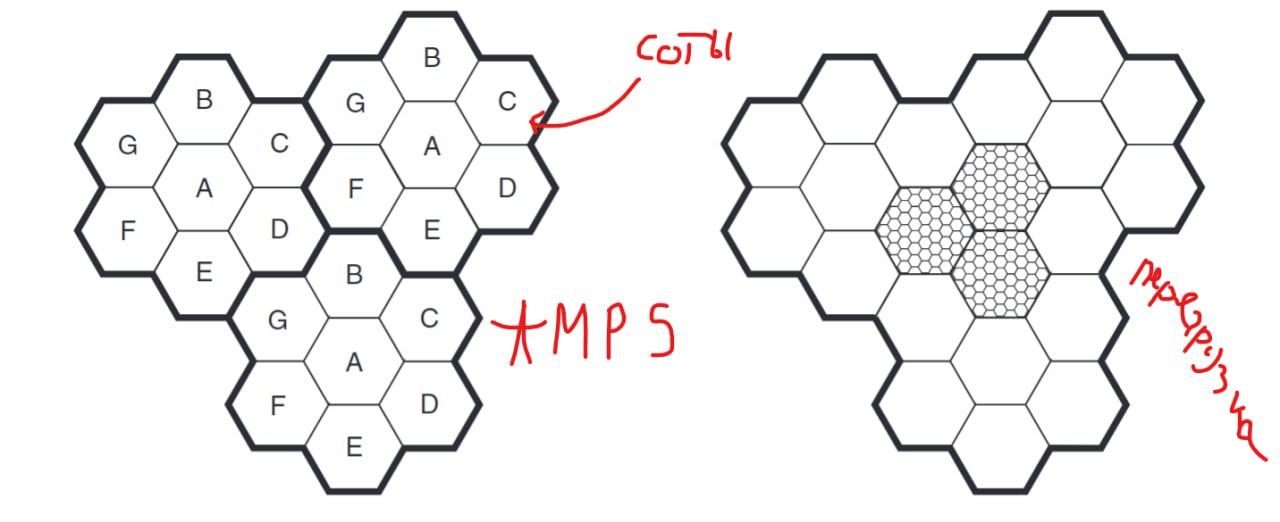 B соты
B G C
G C A
A F D
F D E
E B
G C AMPS
A
F D
E
перегрузка